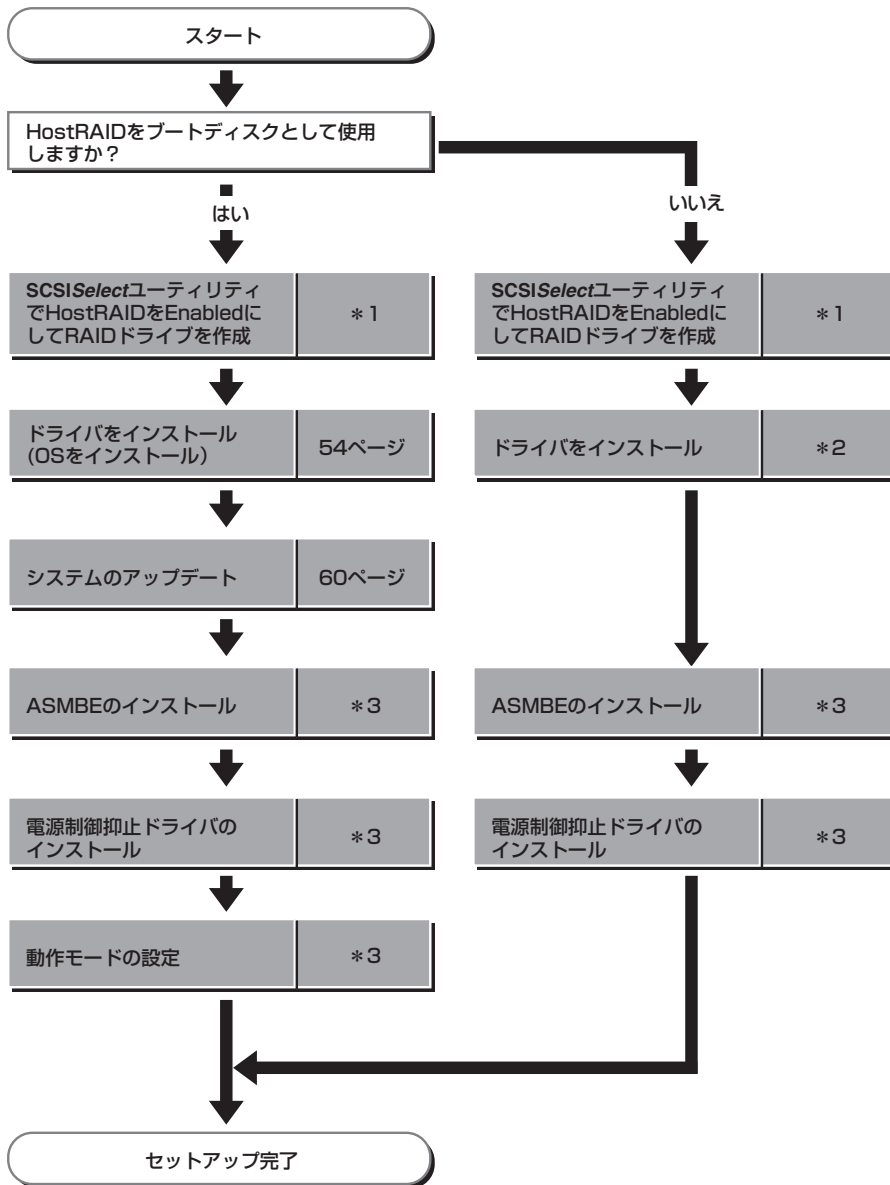 スタート
HostRAIDをブートディスクとして使用
しますか？
はい
いいえ
SCSISelectユーティリティ
でHostRAIDをEnabledに
してRAIDドライブを作成
＊1
SCSISelectユーティリティ
でHostRAIDをEnabledに
してRAIDドライブを作成
＊1
ドライバをインストール
(OSをインストール）
54ページ
ドライバをインストール
＊2
システムのアップデート
60ページ
ASMBEのインストール
＊3
ASMBEのインストール
＊3
電源制御抑止ドライバの
インストール
＊3
電源制御抑止ドライバの
インストール
＊3
動作モードの設定
＊3
セットアップ完了